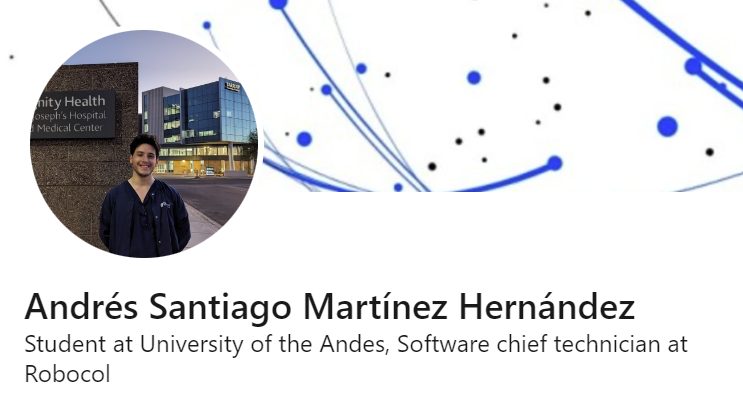 nity Health
oseph's Hospital
d Medical Center
Andrés Santiago Martínez Hernández
Student at University of the Andes, Software chief technician at
Robocol